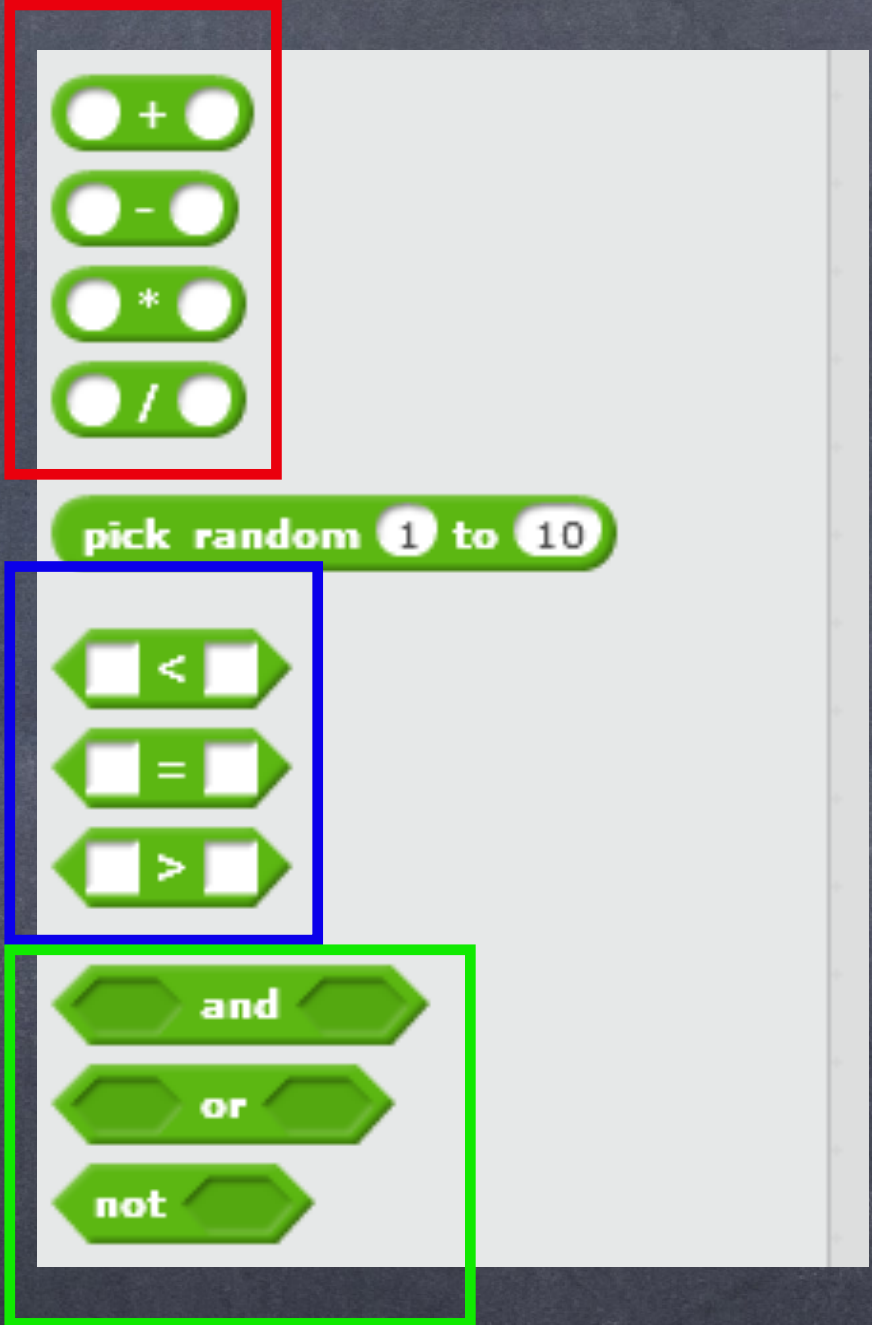 +
-
*
/
pick random 1 to 10
<
=
>
and
or
not